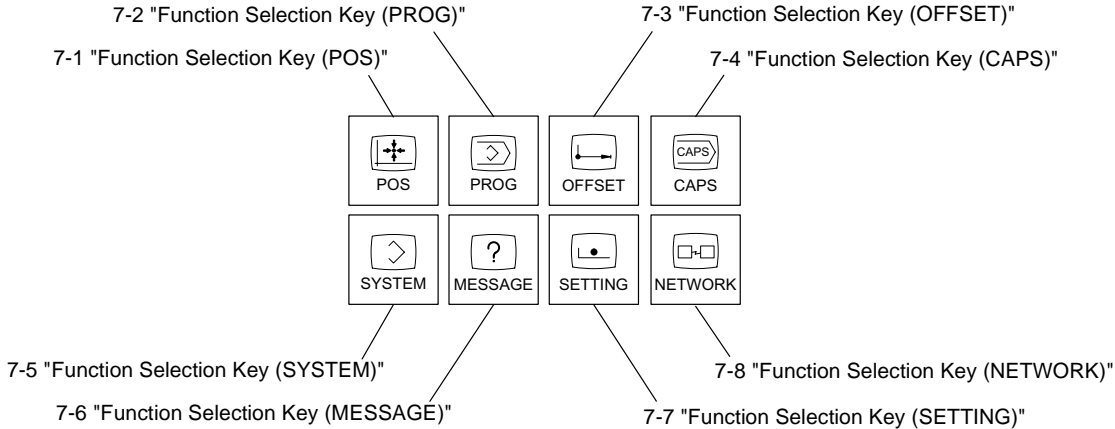 7-2 "Function Selection Key (PROG)"
7-3 "Function Selection Key (OFFSET)"
7-1 "Function Selection Key (POS)"
7-4 "Function Selection Key (CAPS)"
CAPS
POS
PROG
OFFSET
CAPS
?
SYSTEM
MESSAGE
SETTING
NETWORK
7-5 "Function Selection Key (SYSTEM)"
7-8 "Function Selection Key (NETWORK)"
7-6 "Function Selection Key (MESSAGE)"
7-7 "Function Selection Key (SETTING)"